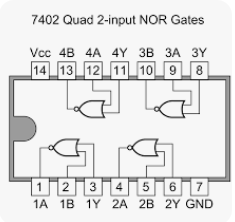 7402 Quad 2-input NOR Gates
Vcc 4B 4A 4Y 3B 3A 3Y
14 13 12 11 10 9 8
1 2 3 4 5 6 7
1A 1B 1Y 2A 2B 2Y GND